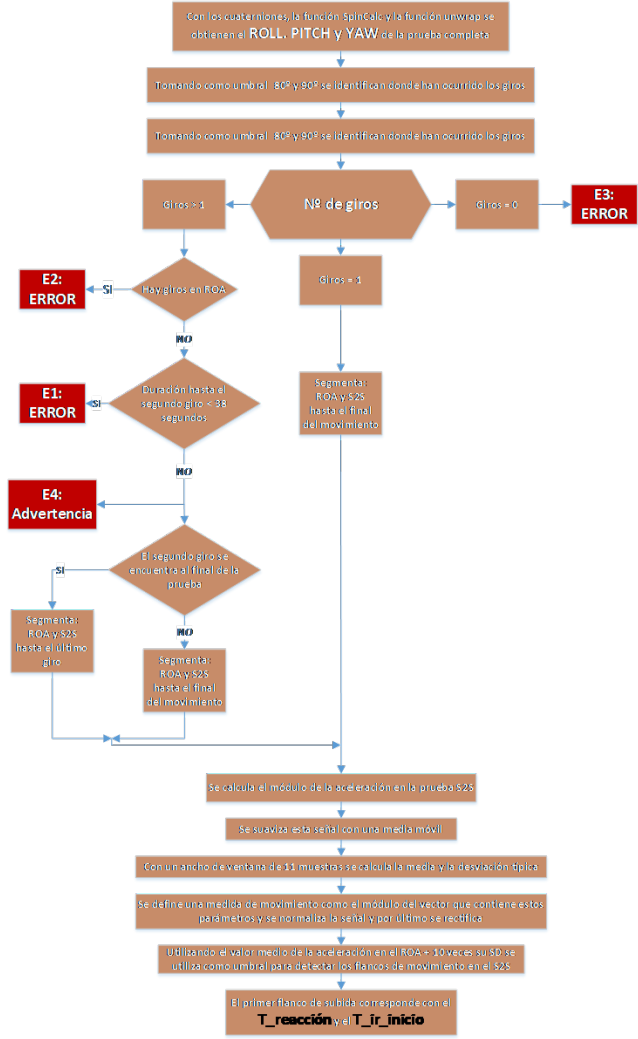 Con los cuaterniones, la función SpinCalc y la función unwrap se
obtienen el ROLL. PITCH y YAW de la prueba completa
Tomando como umbral 80º y 90º se identifican donde han ocurrido los giros
Tomando como umbral 80º y 90º se identifican donde han ocurrido los giros
Giros > 1
Nº de giros
Giros = 0
E3:
ERROR
Giros = 1
E2:
ERROR
SI
Hay giros en ROA
NO
E1:
ERROR
SI
Duración hasta el
segundo giro < 38
segundos
Segmenta:
ROA y S2S
hasta el final
del movimiento
NO
E4:
Advertencia
El segundo giro se
encuentra al final de la
prueba
SI
NO
Segmenta:
ROA y S2S
hasta el último
giro
Segmenta:
ROA y S2S
hasta el final
del movimiento
Se calcula el módulo de la aceleración en la prueba S2S
Se suaviza esta señal con una media móvil
Con un ancho de ventana de 11 muestras se calcula la media y la desviación típica
Se define una medida de movimiento como el módulo del vector que contiene estos
parámetros y se normaliza la señal y por último se rectifica
Utilizando el valor medio de la aceleración en el ROA + 10 veces su SD se
utiliza como umbral para detectar los flancos de movimiento en el S2S
El primer flanco de subida corresponde con el
T_reacción y el T_ir_inicio